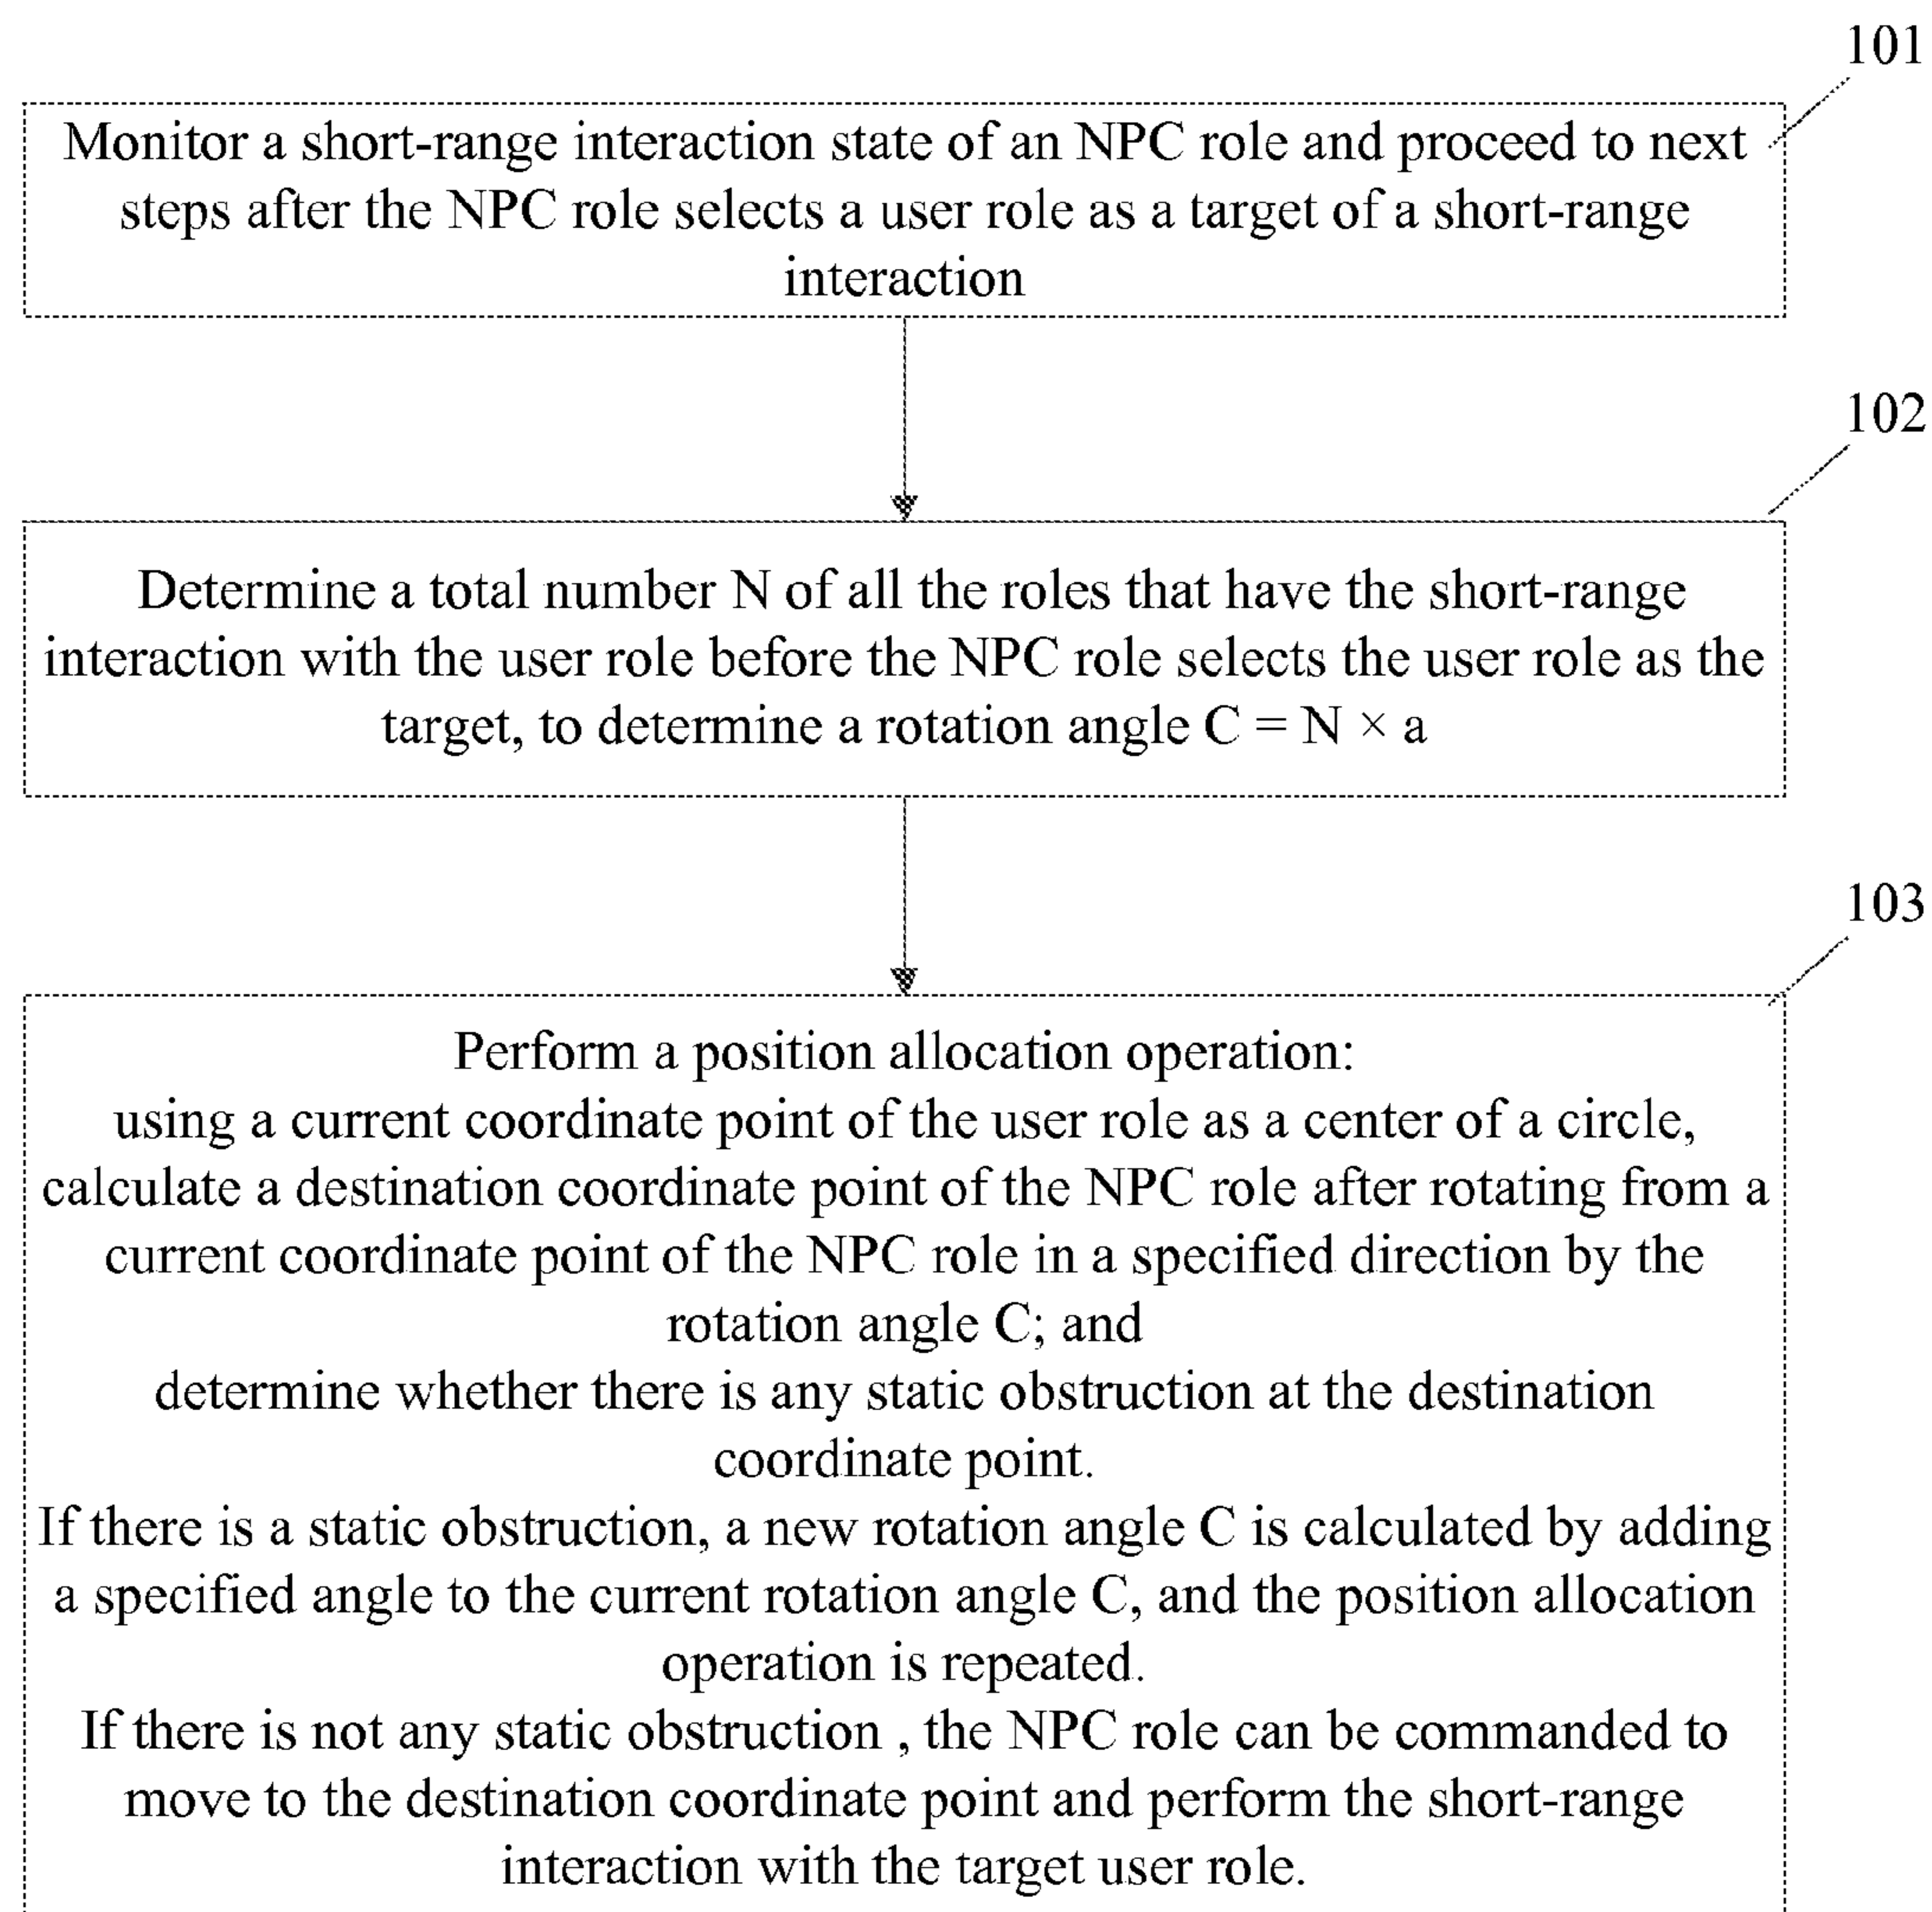 101
Monitor a short-range interaction state of an NPC role and proceed to next
steps after the NPC role selects a user role as a target of a short-range
interaction
102
Determine a total number N of all the roles that have the short-range
interaction with the user role before the NPC role selects the user role as the
target, to determine a rotation angle C = N × a
103
Perform a position allocation operation:
using a current coordinate point of the user role as a center of a circle,
calculate a destination coordinate point of the NPC role after rotating from a
current coordinate point of the NPC role in a specified direction by the
rotation angle C; and
determine whether there is any static obstruction at the destination
coordinate point.
If there is a static obstruction, a new rotation angle C is calculated by adding
a specified angle to the current rotation angle C, and the position allocation
operation is repeated.
If there is not any static obstruction , the NPC role can be commanded to
move to the destination coordinate point and perform the short-range
interaction with the target user role.